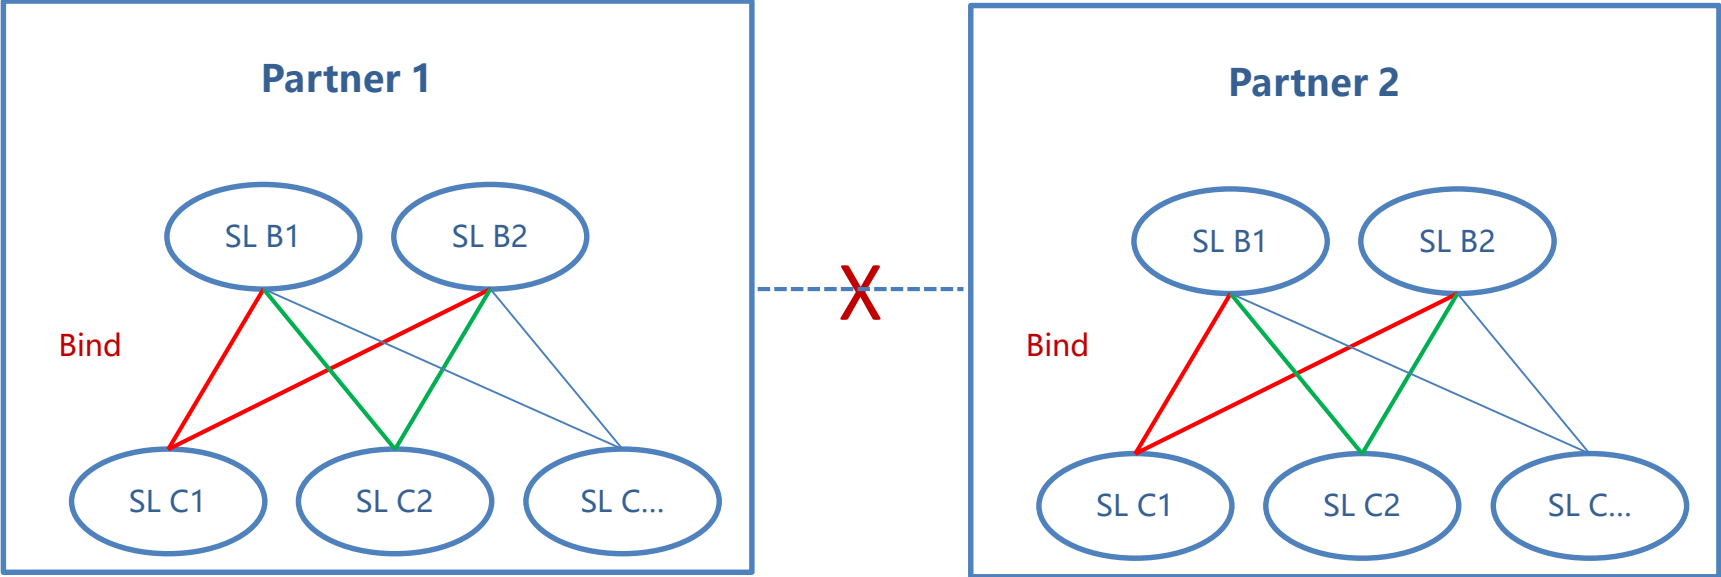 Partner 1
SL B1
SL B2
Bind
SL C1
SL C2
SL C...
X
Partner 2
SL B1
SL B2
Bind
SL C1
SL C2
SL C...